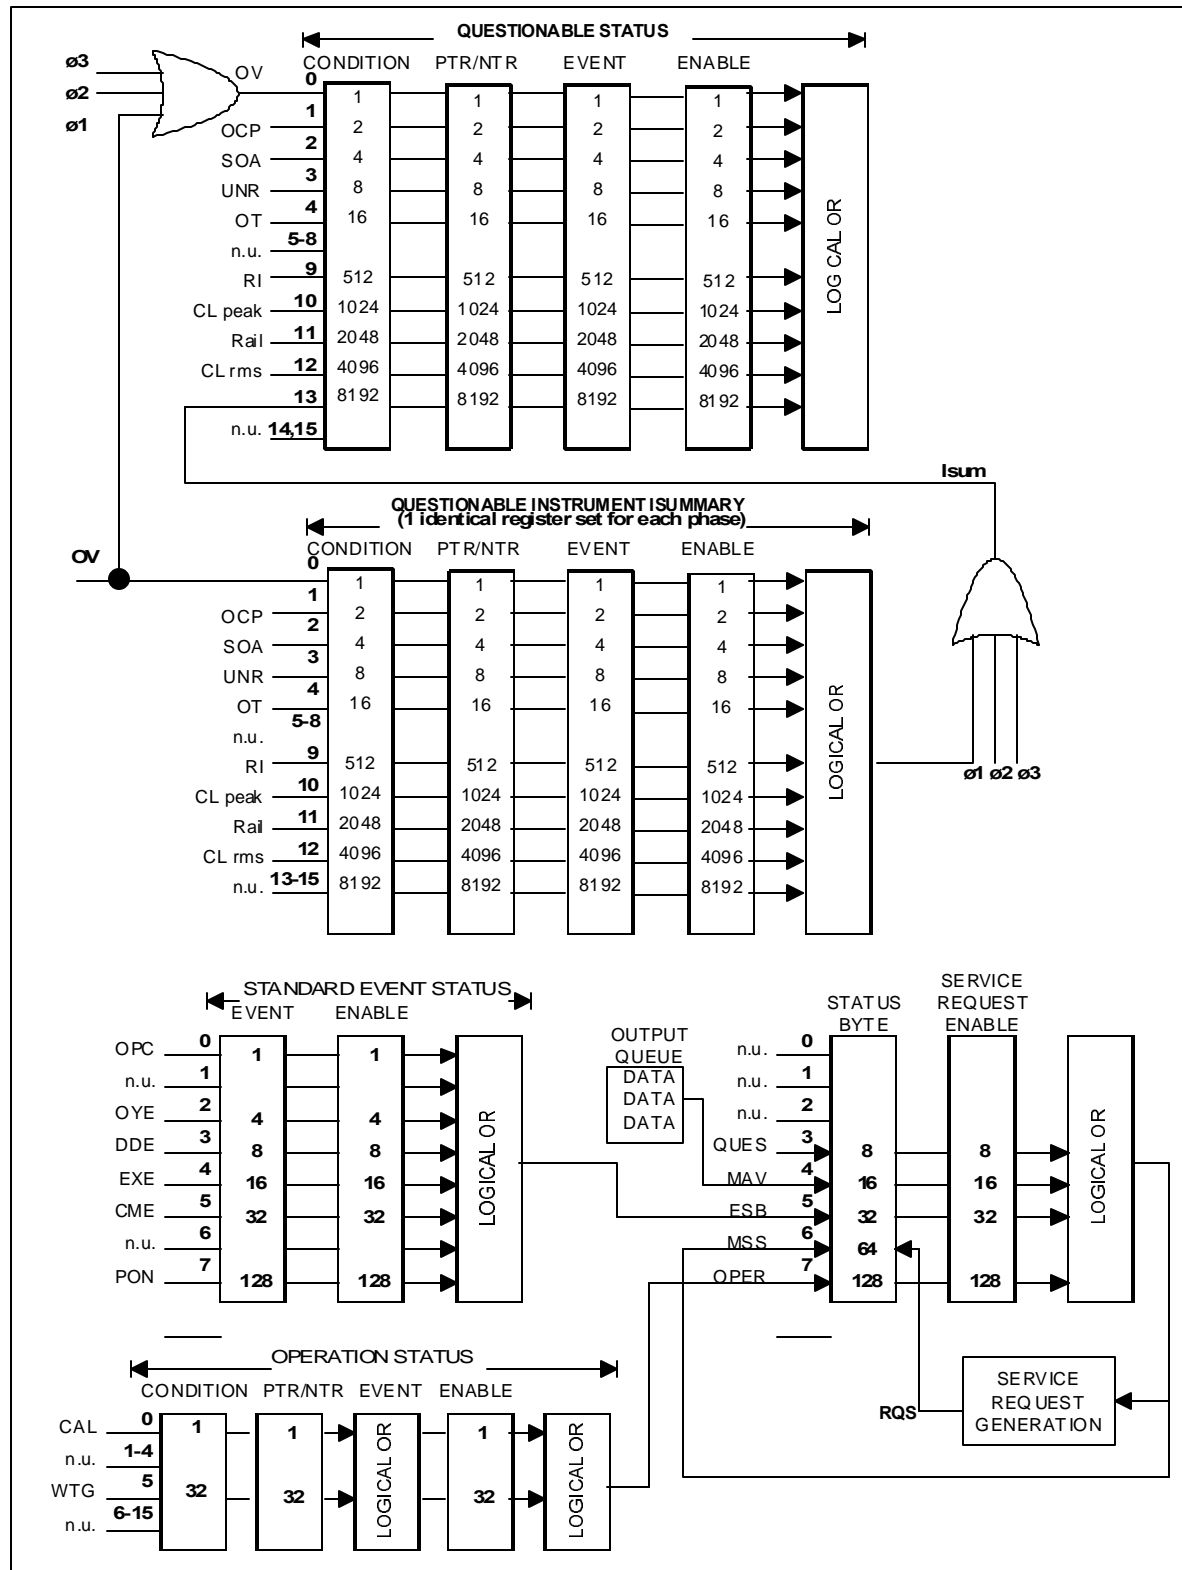 QUESTIONABLE STATUS
CONDITION PTR/NTR EVENT ENABLE
ø3
ø2
ø1
OV 0 1 1 1 1
OCP 1 2 2 2 2
SOA 2 4 4 4 4
UNR 3 8 8 8 8
OT 4 16 16 16 16
n.u. 5-8
RI 9 512 512 512 512
CL peak 10 1024 1024 1024 1024
Rail 11 2048 2048 2048 2048
CL rms 12 4096 4096 4096 4096
13 8192 8192 8192 8192
n.u. 14,15
LOG CAL OR
Isum
QUESTIONABLE INSTRUMENT ISUMMARY
(1 identical register set for each phase)
CONDITION PTR/NTR EVENT ENABLE
OV 0 1 1 1 1
OCP 1 2 2 2 2
SOA 2 4 4 4 4
UNR 3 8 8 8 8
OT 4 16 16 16 16
n.u. 5-8
RI 9 512 512 512 512
CL peak 10 1024 1024 1024 1024
Rail 11 2048 2048 2048 2048
CL rms 12 4096 4096 4096 4096
n.u. 13-15 8192 8192 8192 8192
LOGICAL OR
ø1 ø2 ø3
STANDARD EVENT STATUS
EVENT ENABLE
OPC 0 1 1
n.u. 1
OYE 2 4 4
DDE 3 8 8
EXE 4 16 16
CME 5 32 32
n.u. 6
PON 7 128 128
LOGICAL OR
OUTPUT
QUEUE
DATA
DATA
DATA
STATUS
BYTE
SERVICE
REQUEST
ENABLE
n.u. 0
n.u. 1
n.u. 2
QUES 3 8 8
MAV 4 16 16
ESB 5 32 32
MSS 6 64
OPER 7 128 128
LOGICAL OR
OPERATION STATUS
CONDITION PTR/NTR EVENT ENABLE
CAL 0 1 1 1
n.u. 1-4
WTG 5 32 32 32
n.u. 6-15
LOGICAL OR
LOGICAL OR
RQS
SERVICE
REQUEST
GENERATION